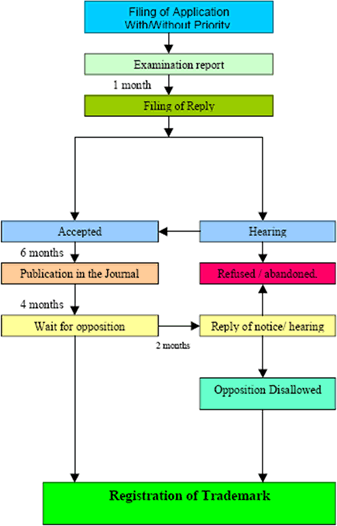 Filing of Application
With/Without Priority
Examination report
1 month
Filing of Reply
Accepted
Hearing
6 months
Publication in the Journal
Refused / abandoned.
4 months
Wait for opposition
Reply of notice/ hearing
2 months
Opposition Disallowed
Registration of Trademark